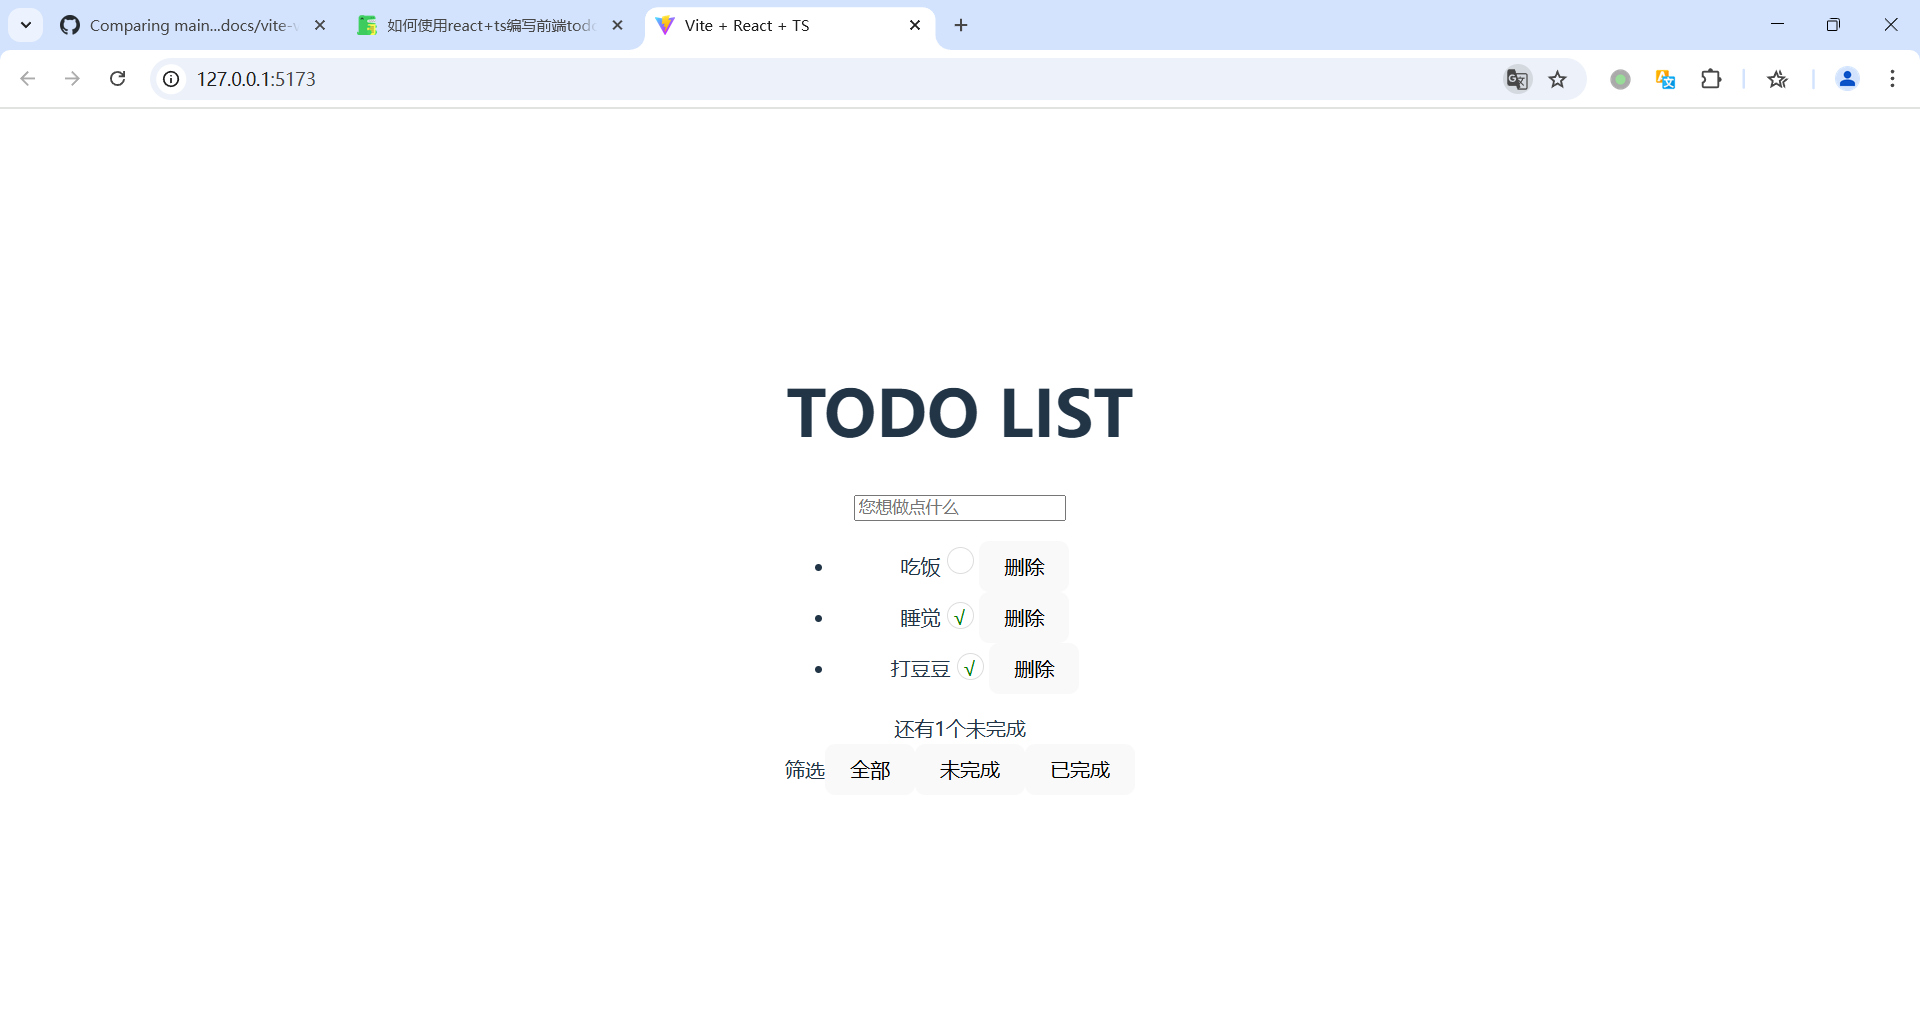 Comparing main...docs/vite-v
如何使用react+ts编写前端todo
Vite + React + TS
127.0.0.1:5173
TODO LIST
您想做点什么
吃饭 删除
睡觉 √ 删除
打豆豆 √ 删除
还有1个未完成
筛选 全部 未完成 已完成